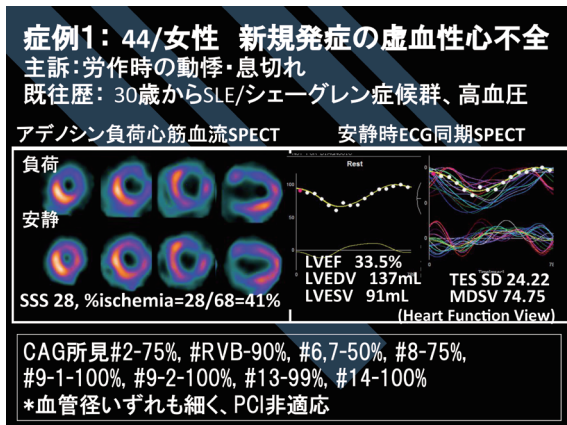 症例1： 44/女性　新規発症の虚血性心不全
主訴：労作時の動悸・息切れ
既往歴： 30歳からSLE/シェーグレン症候群、高血圧
アデノシン負荷心筋血流SPECT
安静時ECG同期SPECT
負荷
安静
SSS 28, %ischemia=28/68=41%
Rest
100
50
0
LVEF 33.5%
LVEDV 137mL
LVESV 91mL
TES SD 24.22
MDSV 74.75
(Heart Function View)
CAG所見#2-75%, #RVB-90%, #6,7-50%, #8-75%,
#9-1-100%, #9-2-100%, #13-99%, #14-100%
*血管径いずれも細く、PCI非適応